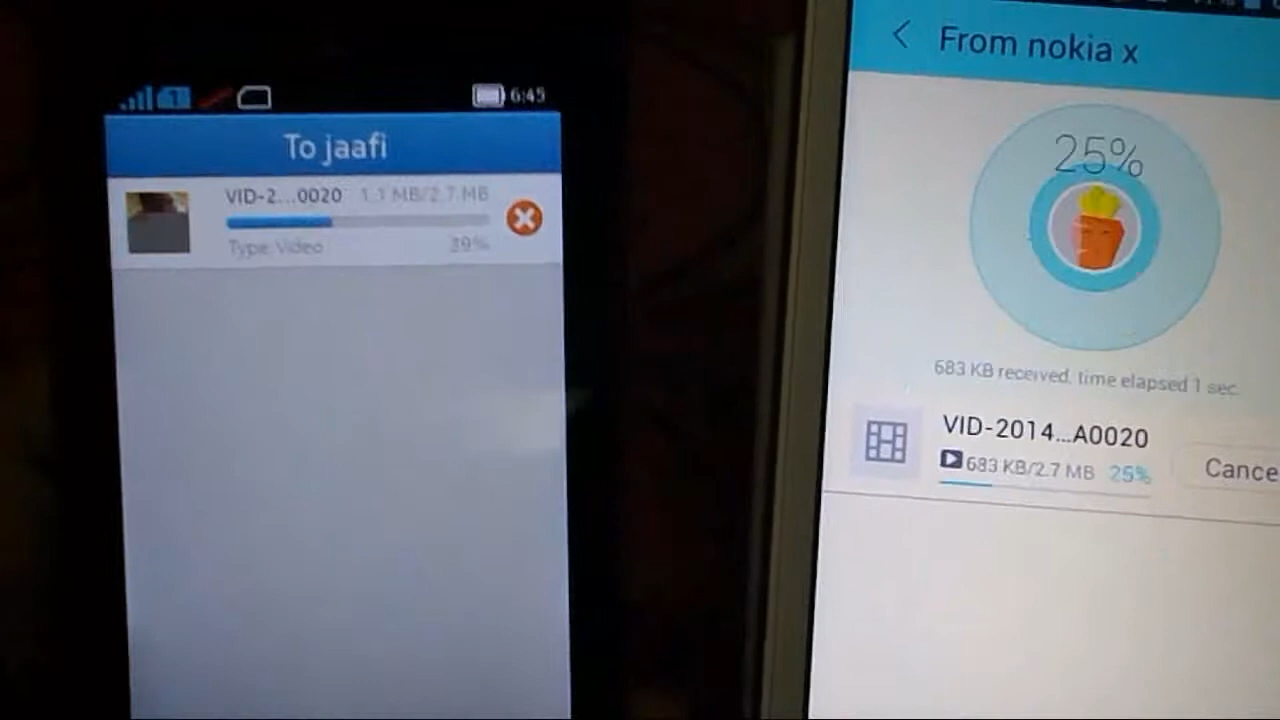 1
6:45
To jaafi
VID-2...0020 1.1 MB/2.7 MB
Type: Video 39%
From nokia x
25%
683 KB received, time elapsed 1 sec
VID-2014...A0020
683 KB/2.7 MB 25%
Cance